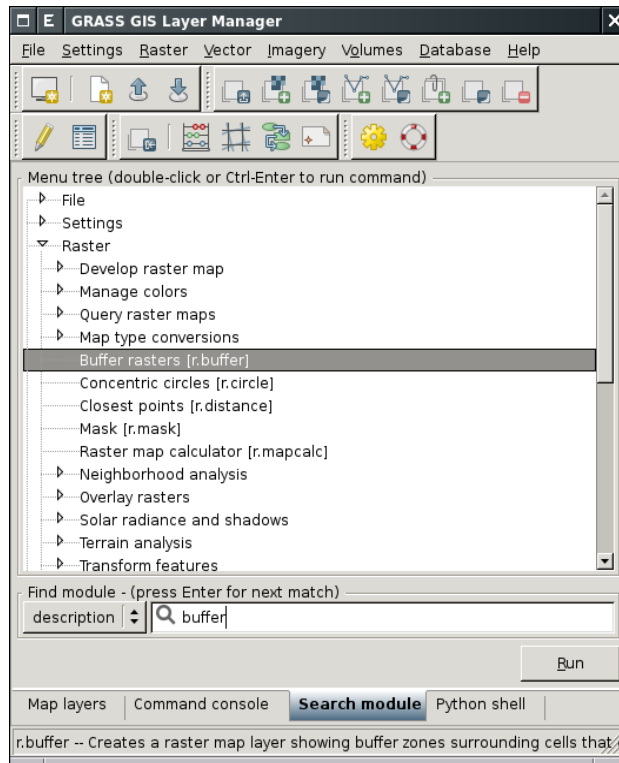 E GRASS GIS Layer Manager X
File Settings Raster Vector Imagery Volumes Database Help
Menu tree (double-click or Ctrl-Enter to run command)
File
Settings
Raster
Develop raster map
Manage colors
Query raster maps
Map type conversions
Buffer rasters [r.buffer]
Concentric circles [r.circle]
Closest points [r.distance]
Mask [r.mask]
Raster map calculator [r.mapcalc]
Neighborhood analysis
Overlay rasters
Solar radiance and shadows
Terrain analysis
Transform features
Find module - (press Enter for next match)
description buffer
Run
Map layers Command console Search module Python shell
r.buffer -- Creates a raster map layer showing buffer zones surrounding cells that